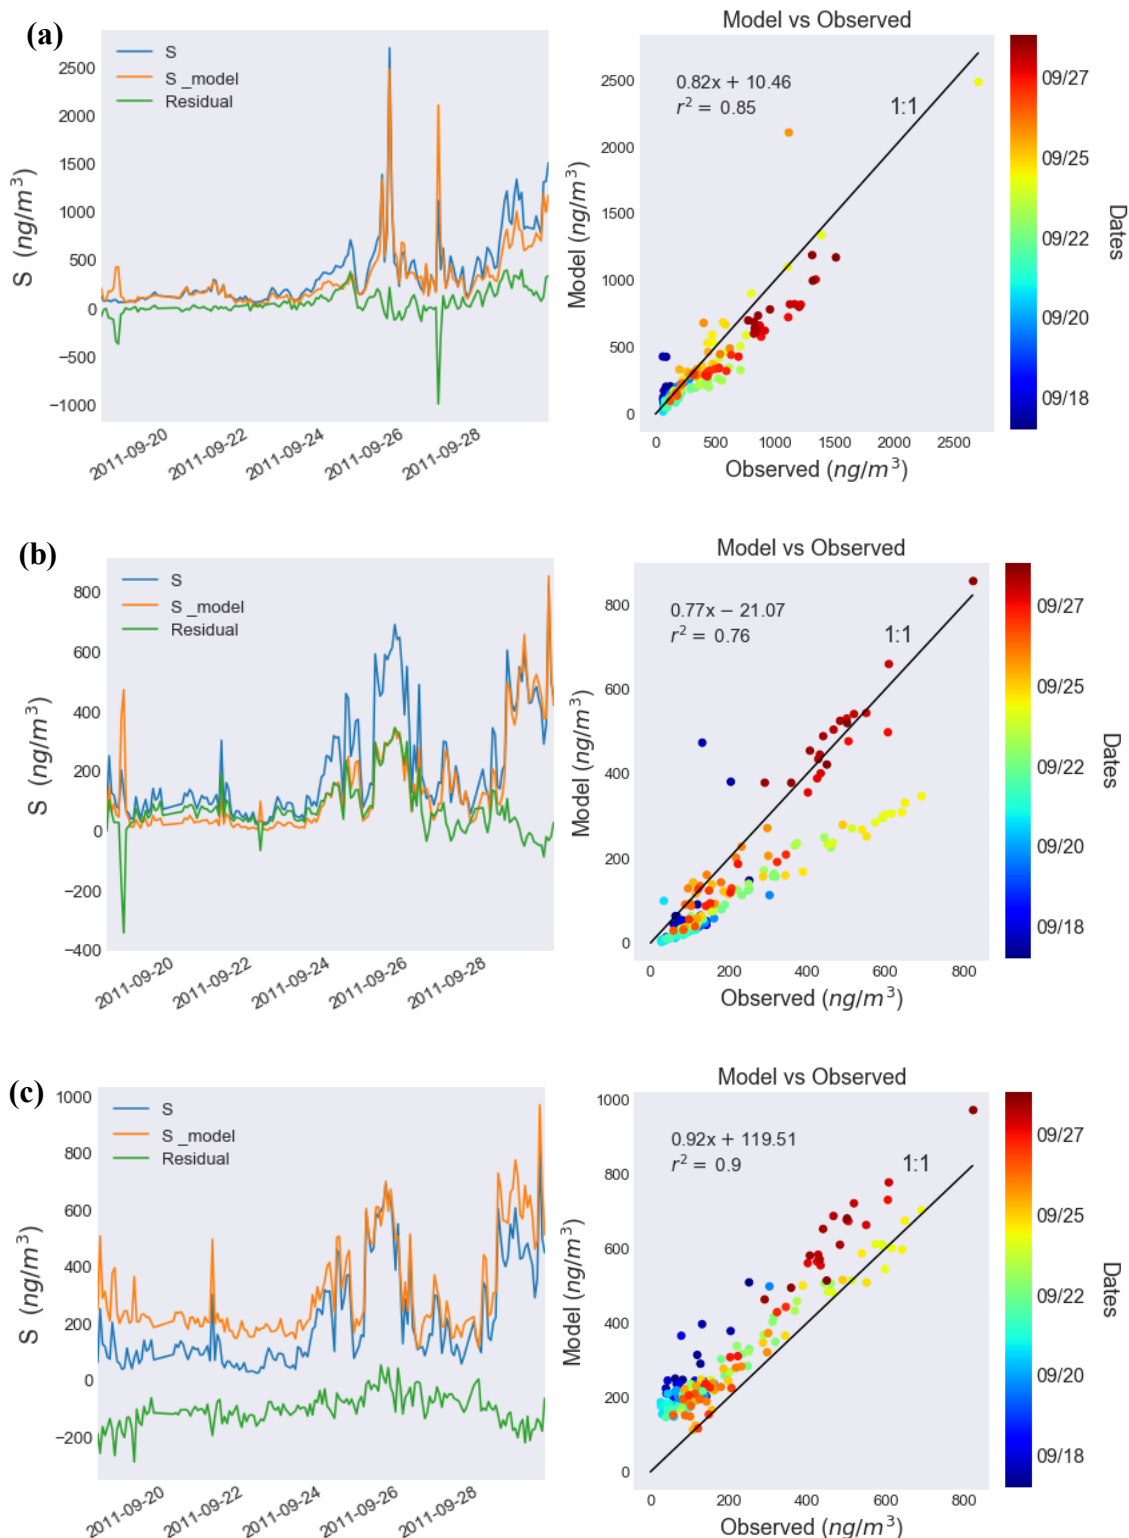 (a)
S
S _model
Residual
S (ng/m³)
2500
2000
1500
1000
500
0
−500
−1000
2011-09-20
2011-09-22
2011-09-24
2011-09-26
2011-09-28
Model vs Observed
0.82x + 10.46
r² = 0.85
1:1
Model (ng/m³)
2500
2000
1500
1000
500
0
0
500
1000
1500
2000
2500
Observed (ng/m³)
09/27
09/25
09/22
09/20
09/18
Dates
(b)
S
S _model
Residual
S (ng/m³)
800
600
400
200
0
−200
−400
2011-09-20
2011-09-22
2011-09-24
2011-09-26
2011-09-28
Model vs Observed
0.77x − 21.07
r² = 0.76
1:1
Model (ng/m³)
800
600
400
200
0
0
200
400
600
800
Observed (ng/m³)
09/27
09/25
09/22
09/20
09/18
Dates
(c)
S
S _model
Residual
S (ng/m³)
1000
800
600
400
200
0
−200
2011-09-20
2011-09-22
2011-09-24
2011-09-26
2011-09-28
Model vs Observed
0.92x + 119.51
r² = 0.9
1:1
Model (ng/m³)
1000
800
600
400
200
0
0
200
400
600
800
Observed (ng/m³)
09/27
09/25
09/22
09/20
09/18
Dates